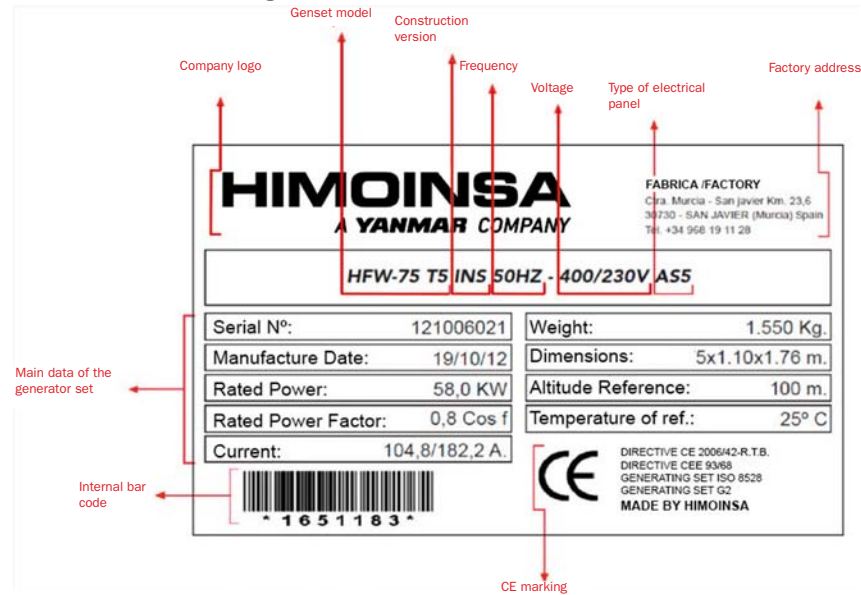 Genset model
Construction
version
Company logo
Frequency
Factory address
Voltage
Type of electrical
panel
HIMOINSA
A YANMAR COMPANY
FABRICA /FACTORY
Ctra. Murcia - San javier Km. 23,6
30730 - SAN JAVIER (Murcia) Spain
Tel. +34 968 19 11 28
HFW-75 T5 INS 50HZ - 400/230V AS5
Serial Nº: 121006021
Weight: 1.550 Kg.
Manufacture Date: 19/10/12
Dimensions: 5x1.10x1.76 m.
Main data of the
generator set
Rated Power: 58,0 KW
Altitude Reference: 100 m.
Rated Power Factor: 0,8 Cos f
Temperature of ref.: 25º C
Current: 104,8/182,2 A.
Internal bar
code
*1651183*
CE
DIRECTIVE CE 2006/42-R.T.B.
DIRECTIVE CEE 93/68
GENERATING SET ISO 8528
GENERATING SET G2
MADE BY HIMOINSA
CE marking